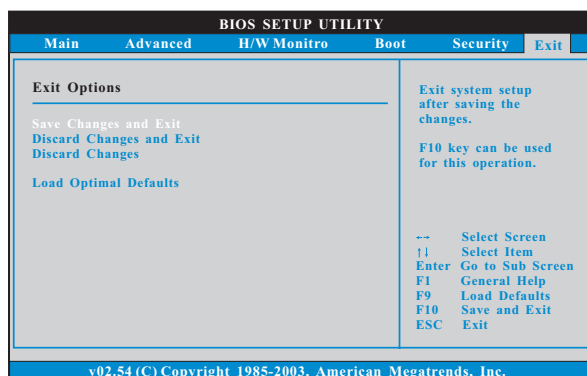 BIOS SETUP UTILITY
Main Advanced H/W Monitro Boot Security Exit
Exit Options
Save Changes and Exit
Discard Changes and Exit
Discard Changes
Load Optimal Defaults
Exit system setup
after saving the
changes.
F10 key can be used
for this operation.
←→ Select Screen
↑↓ Select Item
Enter Go to Sub Screen
F1 General Help
F9 Load Defaults
F10 Save and Exit
ESC Exit
v02.54 (C) Copyright 1985-2003, American Megatrends, Inc.